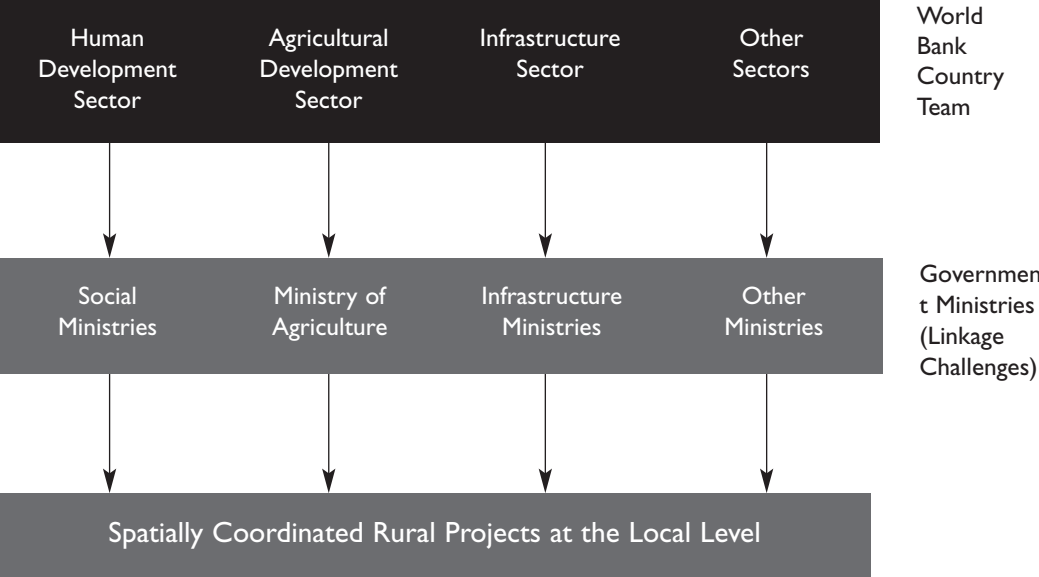 Human
Development
Sector
Agricultural
Development
Sector
Infrastructure
Sector
Other
Sectors
World
Bank
Country
Team
Social
Ministries
Ministry of
Agriculture
Infrastructure
Ministries
Other
Ministries
Governmen
t Ministries
(Linkage
Challenges)
Spatially Coordinated Rural Projects at the Local Level